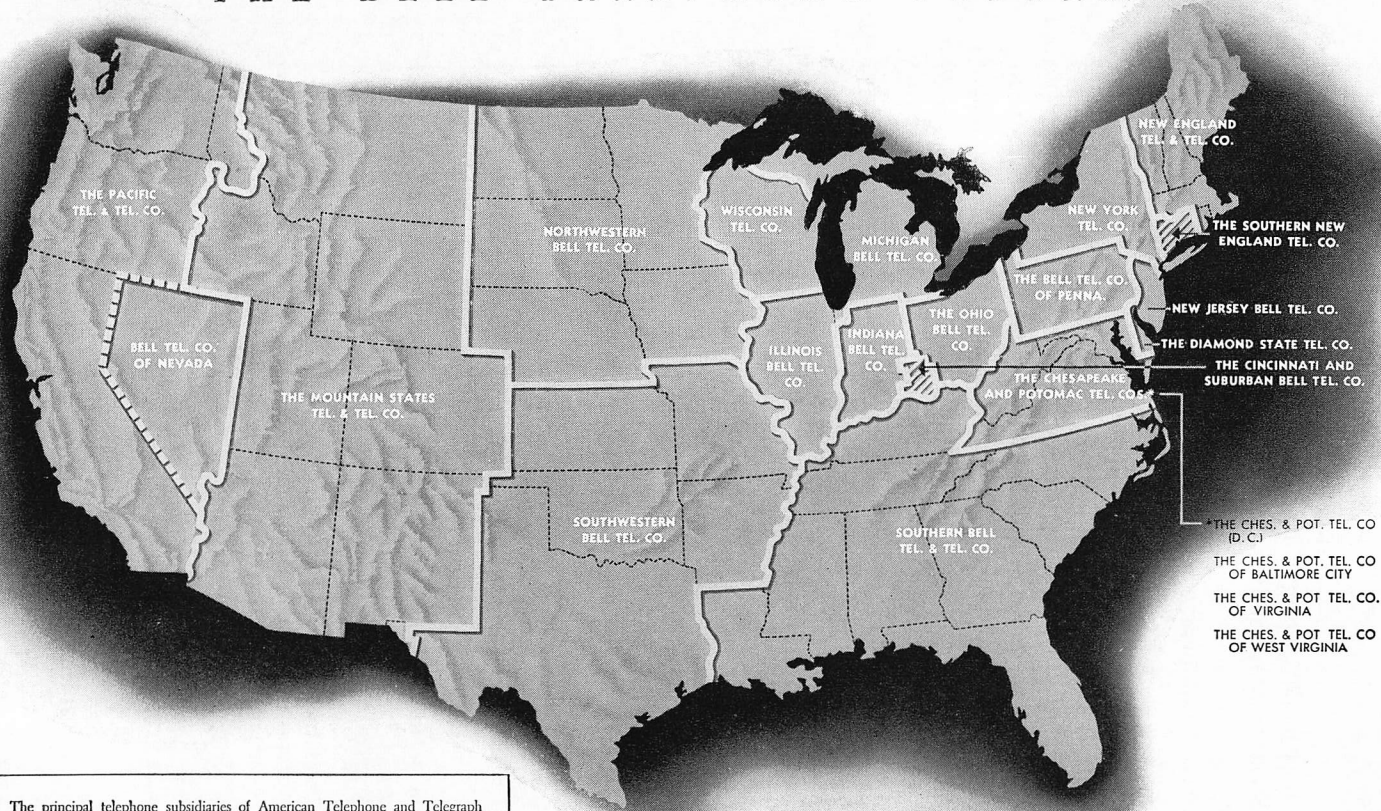 NEW ENGLAND
TEL. & TEL. CO.
THE PACIFIC
TEL. & TEL. CO.
NORTHWESTERN
BELL TEL. CO.
WISCONSIN
TEL. CO.
MICHIGAN
BELL TEL. CO.
NEW YORK
TEL. CO.
THE SOUTHERN NEW
ENGLAND TEL. CO.
THE BELL TEL. CO.
OF PENNA.
NEW JERSEY BELL TEL. CO.
BELL TEL. CO.
OF NEVADA
THE MOUNTAIN STATES
TEL. & TEL. CO.
ILLINOIS
BELL TEL.
CO.
INDIANA
BELL TEL.
CO.
THE OHIO
BELL TEL.
CO.
THE DIAMOND STATE TEL. CO.
THE CINCINNATI AND
SUBURBAN BELL TEL. CO.
THE CHESAPEAKE
AND POTOMAC TEL. COS.*
SOUTHWESTERN
BELL TEL. CO.
SOUTHERN BELL
TEL. & TEL. CO.
*THE CHES. & POT. TEL. CO
(D.C.)
THE CHES. & POT. TEL. CO
OF BALTIMORE CITY
THE CHES. & POT TEL. CO.
OF VIRGINIA
THE CHES. & POT TEL. CO
OF WEST VIRGINIA
The principal telephone subsidiaries of American Telephone and Telegraph